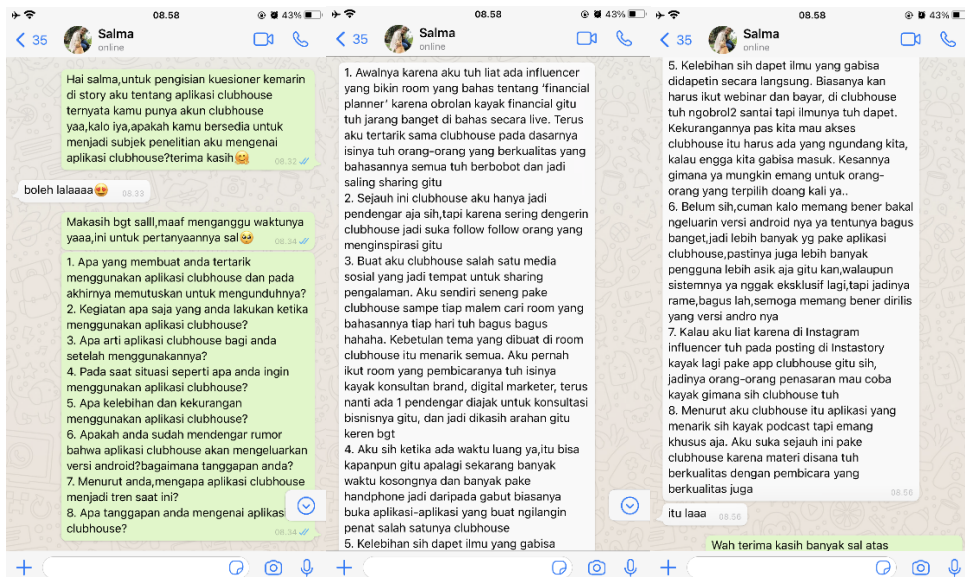 08.58
43%
35
Salma
online
Hai salma,untuk pengisian kuesioner kemarin
di story aku tentang aplikasi clubhouse
ternyata kamu punya akun clubhouse
yaa,kalo iya,apakah kamu bersedia untuk
menjadi subjek penelitian aku mengenai
aplikasi clubhouse?terima kasih🤗
08.32
boleh lalaaaa😍
08.33
Makasih bgt salll,maaf menganggu waktunya
yaaa,ini untuk pertanyaannya sal🥺
08.34
1. Apa yang membuat anda tertarik
menggunakan aplikasi clubhouse dan pada
akhirnya memutuskan untuk mengunduhnya?
2. Kegiatan apa saja yang anda lakukan ketika
menggunakan aplikasi clubhouse?
3. Apa arti aplikasi clubhouse bagi anda
setelah menggunakannya?
4. Pada saat situasi seperti apa anda ingin
menggunakan aplikasi clubhouse?
5. Apa kelebihan dan kekurangan
menggunakan aplikasi clubhouse?
6. Apakah anda sudah mendengar rumor
bahwa aplikasi clubhouse akan mengeluarkan
versi android?bagaimana tanggapan anda?
7. Menurut anda,mengapa aplikasi clubhouse
menjadi tren saat ini?
8. Apa tanggapan anda mengenai aplikas
clubhouse?
08.34
08.58
43%
35
Salma
online
1. Awalnya karena aku tuh liat ada influencer
yang bikin room yang bahas tentang 'financial
planner' karena obrolan kayak financial gitu
tuh jarang banget di bahas secara live. Terus
aku tertarik sama clubhouse pada dasarnya
isinya tuh orang-orang yang berkualitas yang
bahasannya semua tuh berbobot dan jadi
saling sharing gitu
2. Sejauh ini clubhouse aku hanya jadi
pendengar aja sih,tapi karena sering dengerin
clubhouse jadi suka follow follow orang yang
menginspirasi gitu
3. Buat aku clubhouse salah satu media
sosial yang jadi tempat untuk sharing
pengalaman. Aku sendiri seneng pake
clubhouse sampe tiap malem cari room yang
bahasannya tiap hari tuh bagus bagus
hahaha. Kebetulan tema yang dibuat di room
clubhouse itu menarik semua. Aku pernah
ikut room yang pembicaranya tuh isinya
kayak konsultan brand, digital marketer, terus
nanti ada 1 pendengar diajak untuk konsultasi
bisnisnya gitu, dan jadi dikasih arahan gitu
keren bgt
4. Aku sih ketika ada waktu luang ya,itu bisa
kapanpun gitu apalagi sekarang banyak
waktu kosongnya dan banyak pake
handphone jadi daripada gabut biasanya
buka aplikasi-aplikasi yang buat ngilangin
penat salah satunya clubhouse
5. Kelebihan sih dapet ilmu yang gabisa
08.58
43%
35
Salma
online
5. Kelebihan sih dapet ilmu yang gabisa
didapetin secara langsung. Biasanya kan
harus ikut webinar dan bayar, di clubhouse
tuh ngobrol2 santai tapi ilmunya tuh dapet.
Kekurangannya pas kita mau akses
clubhouse itu harus ada yang ngundang kita,
kalau engga kita gabisa masuk. Kesannya
gimana ya mungkin emang untuk orang-
orang yang terpilih doang kali ya..
6. Belum sih,cuman kalo memang bener bakal
ngeluarin versi android nya ya tentunya bagus
banget,jadi lebih banyak yg pake aplikasi
clubhouse,pastinya juga lebih banyak
pengguna lebih asik aja gitu kan,walaupun
sistemnya ya nggak eksklusif lagi,tapi jadinya
rame,bagus lah,semoga memang bener dirilis
yang versi andro nya
7. Kalau aku liat karena di Instagram
influencer tuh pada posting di Instastory
kayak lagi pake app clubhouse gitu sih,
jadinya orang-orang penasaran mau coba
kayak gimana sih clubhouse tuh
8. Menurut aku clubhouse itu aplikasi yang
menarik sih kayak podcast tapi emang
khusus aja. Aku suka sejauh ini pake
clubhouse karena materi disana tuh
berkualitas dengan pembicara yang
berkualitas juga
08.58
itu laaa
08.58
Wah terima kasih banyak sal atas